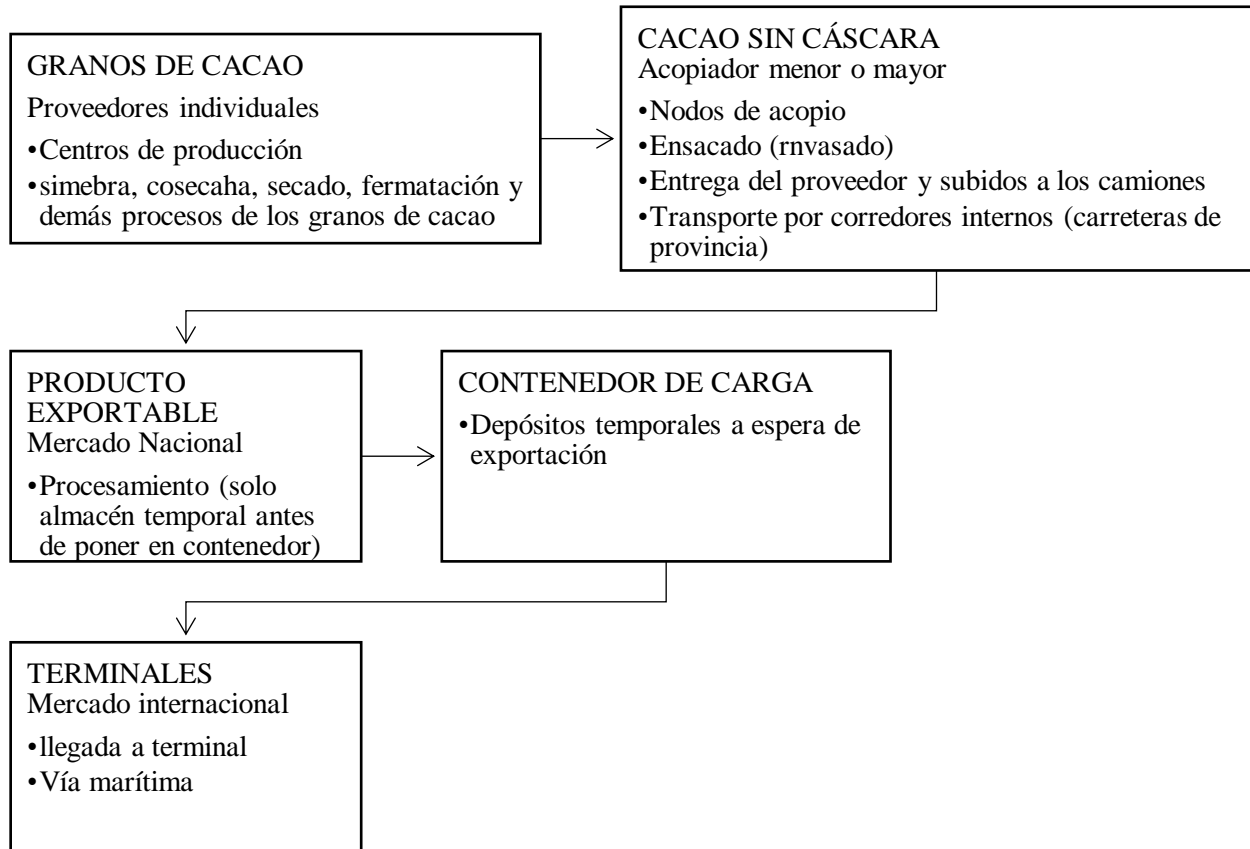 GRANOS DE CACAO
Proveedores individuales
•Centros de producción
•simebra, cosecaha, secado, fermatación y
demás procesos de los granos de cacao
CACAO SIN CÁSCARA
Acopiador menor o mayor
•Nodos de acopio
•Ensacado (rnvasado)
•Entrega del proveedor y subidos a los camiones
•Transporte por corredores internos (carreteras de
provincia)
PRODUCTO
EXPORTABLE
Mercado Nacional
•Procesamiento (solo
almacén temporal antes
de poner en contenedor)
CONTENEDOR DE CARGA
•Depósitos temporales a espera de
exportación
TERMINALES
Mercado internacional
•llegada a terminal
•Vía marítima